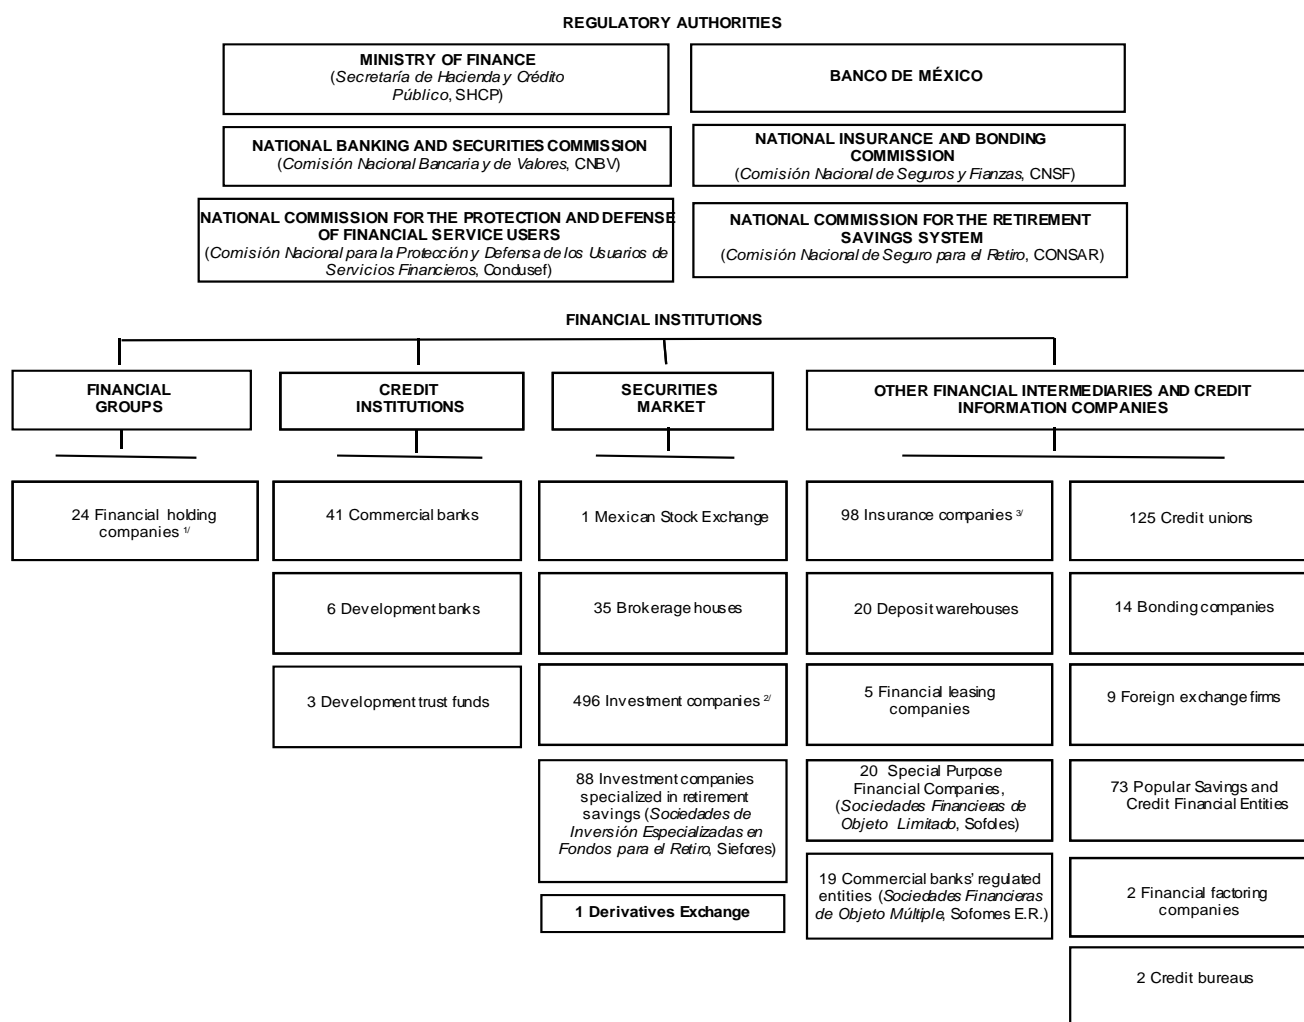 REGULATORY AUTHORITIES
MINISTRY OF FINANCE
(Secretaría de Hacienda y Crédito
Público, SHCP)
BANCO DE MÉXICO
NATIONAL BANKING AND SECURITIES COMMISSION
(Comisión Nacional Bancaria y de Valores, CNBV)
NATIONAL INSURANCE AND BONDING
COMMISSION
(Comisión Nacional de Seguros y Fianzas, CNSF)
NATIONAL COMMISSION FOR THE PROTECTION AND DEFENSE
OF FINANCIAL SERVICE USERS
(Comisión Nacional para la Protección y Defensa de los Usuarios de
Servicios Financieros, Condusef)
NATIONAL COMMISSION FOR THE RETIREMENT
SAVINGS SYSTEM
(Comisión Nacional de Seguro para el Retiro, CONSAR)
FINANCIAL INSTITUTIONS
FINANCIAL
GROUPS
CREDIT
INSTITUTIONS
SECURITIES
MARKET
OTHER FINANCIAL INTERMEDIARIES AND CREDIT
INFORMATION COMPANIES
24 Financial holding
companies 1/
41 Commercial banks
1 Mexican Stock Exchange
98 Insurance companies 3/
125 Credit unions
6 Development banks
35 Brokerage houses
20 Deposit warehouses
14 Bonding companies
3 Development trust funds
496 Investment companies 2/
5 Financial leasing
companies
9 Foreign exchange firms
88 Investment companies
specialized in retirement
savings (Sociedades de
Inversión Especializadas en
Fondos para el Retiro, Siefores)
20 Special Purpose
Financial Companies,
(Sociedades Financieras de
Objeto Limitado, Sofoles)
73 Popular Savings and
Credit Financial Entities
1 Derivatives Exchange
19 Commercial banks' regulated
entities (Sociedades Financieras
de Objeto Múltiple, Sofomes E.R.)
2 Financial factoring
companies
2 Credit bureaus